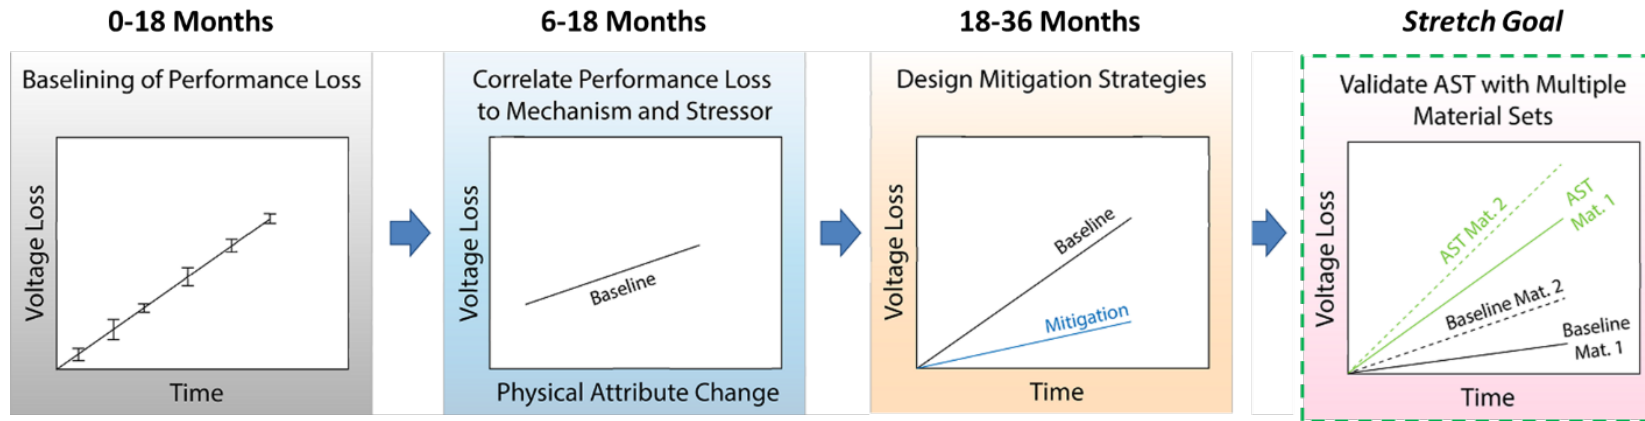 0-18 Months
Baselining of Performance Loss
Voltage Loss
Time
6-18 Months
Correlate Performance Loss
to Mechanism and Stressor
Voltage Loss
Baseline
Physical Attribute Change
18-36 Months
Design Mitigation Strategies
Voltage Loss
Baseline
Mitigation
Time
Stretch Goal
Validate AST with Multiple
Material Sets
Voltage Loss
AST Mat. 2
AST
Mat. 1
Baseline Mat. 2
Baseline
Mat. 1
Time